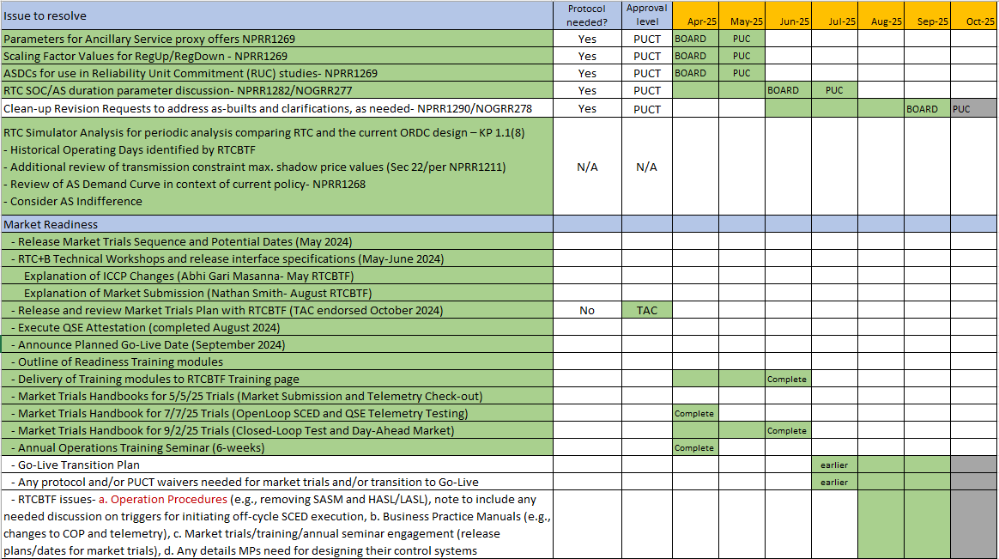 Issue to resolve Protocol needed? Approval level Apr-25 May-25 Jun-25 Jul-25 Aug-25 Sep-25 Oct-25
Parameters for Ancillary Service proxy offers NPRR1269 Yes PUCT BOARD PUC
Scaling Factor Values for RegUp/RegDown - NPRR1269 Yes PUCT BOARD PUC
ASDCs for use in Reliability Unit Commitment (RUC) studies- NPRR1269 Yes PUCT BOARD PUC
RTC SOC/AS duration parameter discussion- NPRR1282/NOGRR277 Yes PUCT BOARD PUC
Clean-up Revision Requests to address as-builts and clarifications, as needed- NPRR1290/NOGRR278 Yes PUCT BOARD PUC
RTC Simulator Analysis for periodic analysis comparing RTC and the current ORDC design – KP 1.1(8)
- Historical Operating Days identified by RTCBTF
- Additional review of transmission constraint max. shadow price values (Sec 22/per NPRR1211) N/A N/A
- Review of AS Demand Curve in context of current policy- NPRR1268
- Consider AS Indifference
Market Readiness
- Release Market Trials Sequence and Potential Dates (May 2024)
- RTC+B Technical Workshops and release interface specifications (May-June 2024)
Explanation of ICCP Changes (Abhi Gari Masanna- May RTCBTF)
Explanation of Market Submission (Nathan Smith- August RTCBTF)
- Release and review Market Trials Plan with RTCBTF (TAC endorsed October 2024) No TAC
- Execute QSE Attestation (completed August 2024)
- Announce Planned Go-Live Date (September 2024)
- Outline of Readiness Training modules
- Delivery of Training modules to RTCBTF Training page Complete
- Market Trials Handbooks for 5/5/25 Trials (Market Submission and Telemetry Check-out)
- Market Trials Handbook for 7/7/25 Trials (OpenLoop SCED and QSE Telemetry Testing) Complete
- Market Trials Handbook for 9/2/25 Trials (Closed-Loop Test and Day-Ahead Market) Complete
- Annual Operations Training Seminar (6-weeks) Complete
- Go-Live Transition Plan earlier
- Any protocol and/or PUCT waivers needed for market trials and/or transition to Go-Live earlier
- RTCBTF issues- a. Operation Procedures (e.g., removing SASM and HASL/LASL), note to include any
needed discussion on triggers for initiating off-cycle SCED execution, b. Business Practice Manuals (e.g.,
changes to COP and telemetry), c. Market trials/training/annual seminar engagement (release
plans/dates for market trials), d. Any details MPs need for designing their control systems